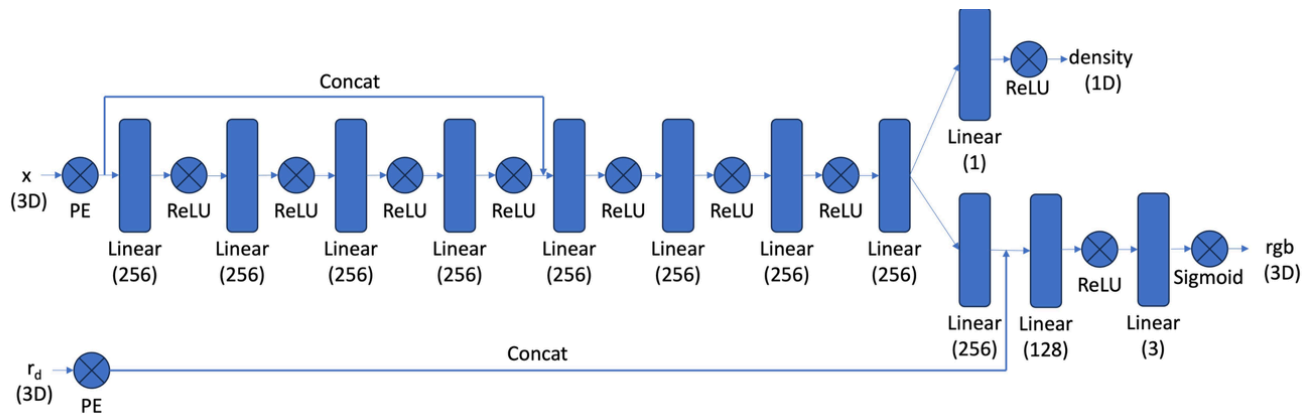 Concat
x
(3D)
PE
Linear
(256)
ReLU
Linear
(256)
ReLU
Linear
(256)
ReLU
Linear
(256)
ReLU
Linear
(256)
ReLU
Linear
(256)
ReLU
Linear
(256)
ReLU
Linear
(256)
Linear
(1)
ReLU
density
(1D)
Linear
(256)
Linear
(128)
ReLU
Linear
(3)
Sigmoid
rgb
(3D)
r_d
(3D)
PE
Concat